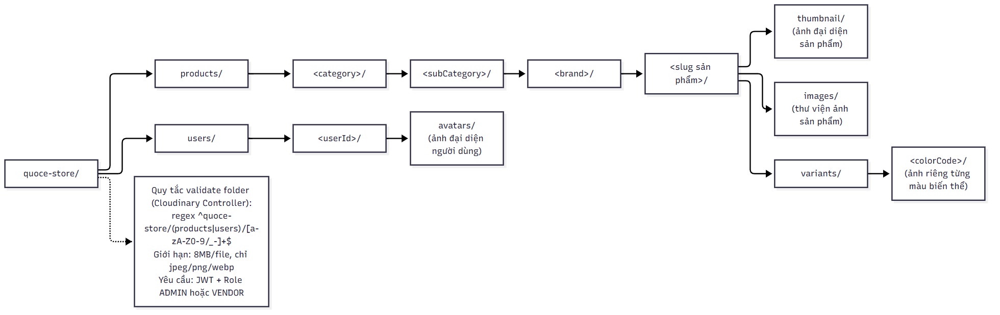 thumbnail/
(ảnh đại diện
sản phẩm)
products/
<category>/
<subCategory>/
<brand>/
<slug sản
phẩm>/
images/
(thư viện ảnh
sản phẩm)
users/
<userId>/
avatars/
(ảnh đại diện
người dùng)
quoce-store/
variants/
<colorCode>/
(ảnh riêng từng
màu biến thể)
Quy tắc validate folder
(Cloudinary Controller):
regex ^quoce-
store/(products|users)/[a-
zA-Z0-9/_-]+$
Giới hạn: 8MB/file, chỉ
jpeg/png/webp
Yêu cầu: JWT + Role
ADMIN hoặc VENDOR